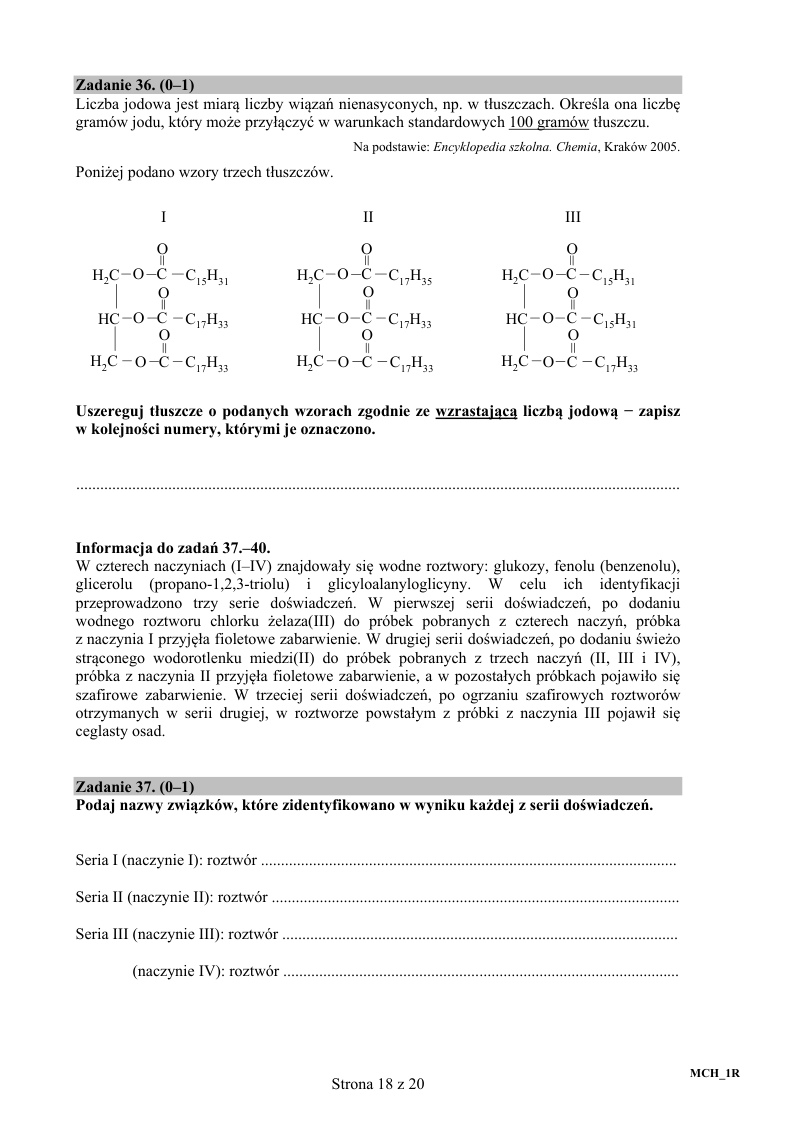 Zadanie 36. (0–1)
Liczba jodowa jest miarą liczby wiązań nienasyconych, np. w tłuszczach. Określa ona liczbę
gramów jodu, który może przyłączyć w warunkach standardowych 100 gramów tłuszczu.
Na podstawie: Encyklopedia szkolna. Chemia, Kraków 2005.
Poniżej podano wzory trzech tłuszczów.
I II III
O O O
H2C – O – C – C15H31 H2C – O – C – C17H35 H2C – O – C – C15H31
O O O
HC – O – C – C17H33 HC – O – C – C17H33 HC – O – C – C15H31
O O O
H2C – O – C – C17H33 H2C – O – C – C17H33 H2C – O – C – C17H33
Uszereguj tłuszcze o podanych wzorach zgodnie ze wzrastającą liczbą jodową − zapisz
w kolejności numery, którymi je oznaczono.
Informacja do zadań 37.–40.
W czterech naczyniach (I–IV) znajdowały się wodne roztwory: glukozy, fenolu (benzenolu),
glicerolu (propano-1,2,3-triolu) i glicyloalanyloglicyny. W celu ich identyfikacji
przeprowadzono trzy serie doświadczeń. W pierwszej serii doświadczeń, po dodaniu
wodnego roztworu chlorku żelaza(III) do próbek pobranych z czterech naczyń, próbka
z naczynia I przyjęła fioletowe zabarwienie. W drugiej serii doświadczeń, po dodaniu świeżo
strąconego wodorotlenku miedzi(II) do próbek pobranych z trzech naczyń (II, III i IV),
próbka z naczynia II przyjęła fioletowe zabarwienie, a w pozostałych próbkach pojawiło się
szafirowe zabarwienie. W trzeciej serii doświadczeń, po ogrzaniu szafirowych roztworów
otrzymanych w serii drugiej, w roztworze powstałym z próbki z naczynia III pojawił się
ceglasty osad.
Zadanie 37. (0–1)
Podaj nazwy związków, które zidentyfikowano w wyniku każdej z serii doświadczeń.
Seria I (naczynie I): roztwór
Seria II (naczynie II): roztwór
Seria III (naczynie III): roztwór
(naczynie IV): roztwór
MCH_1R
Strona 18 z 20